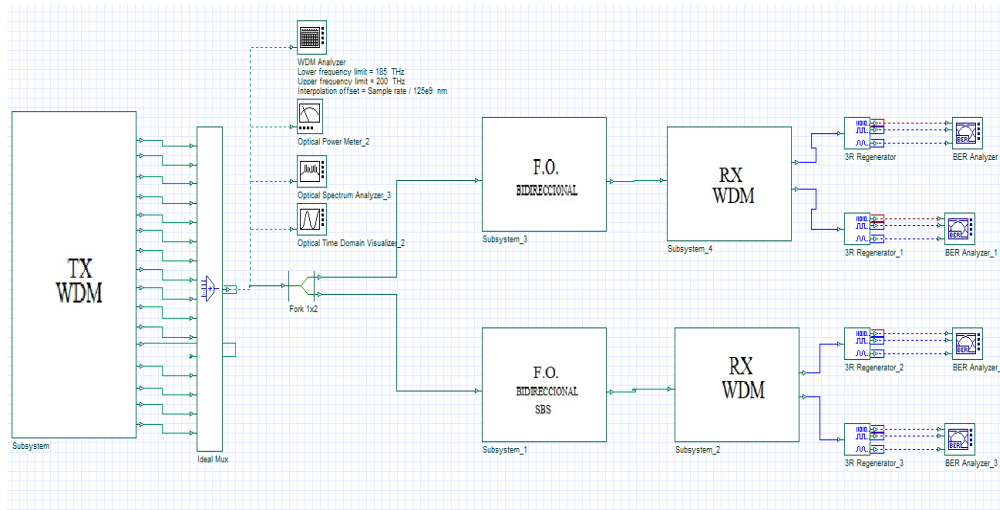 WDM Analyzer
Lower frequency limit = 185 THz
Upper frequency limit = 200 THz
Interpolation offset = Sample rate / 125e9 nm
Optical Power Meter_2
Optical Spectrum Analyzer_3
Optical Time Domain Visualizer_2
TX
WDM
Subsystem
Ideal Mux
Fork 1x2
F.O.
BIDIRECCIONAL
Subsystem_3
RX
WDM
Subsystem_4
3R Regenerator
BER Analyzer
3R Regenerator_1
BER Analyzer_1
F.O.
BIDIRECCIONAL
SBS
Subsystem_1
RX
WDM
Subsystem_2
3R Regenerator_2
BER Analyzer_
3R Regenerator_3
BER Analyzer_3